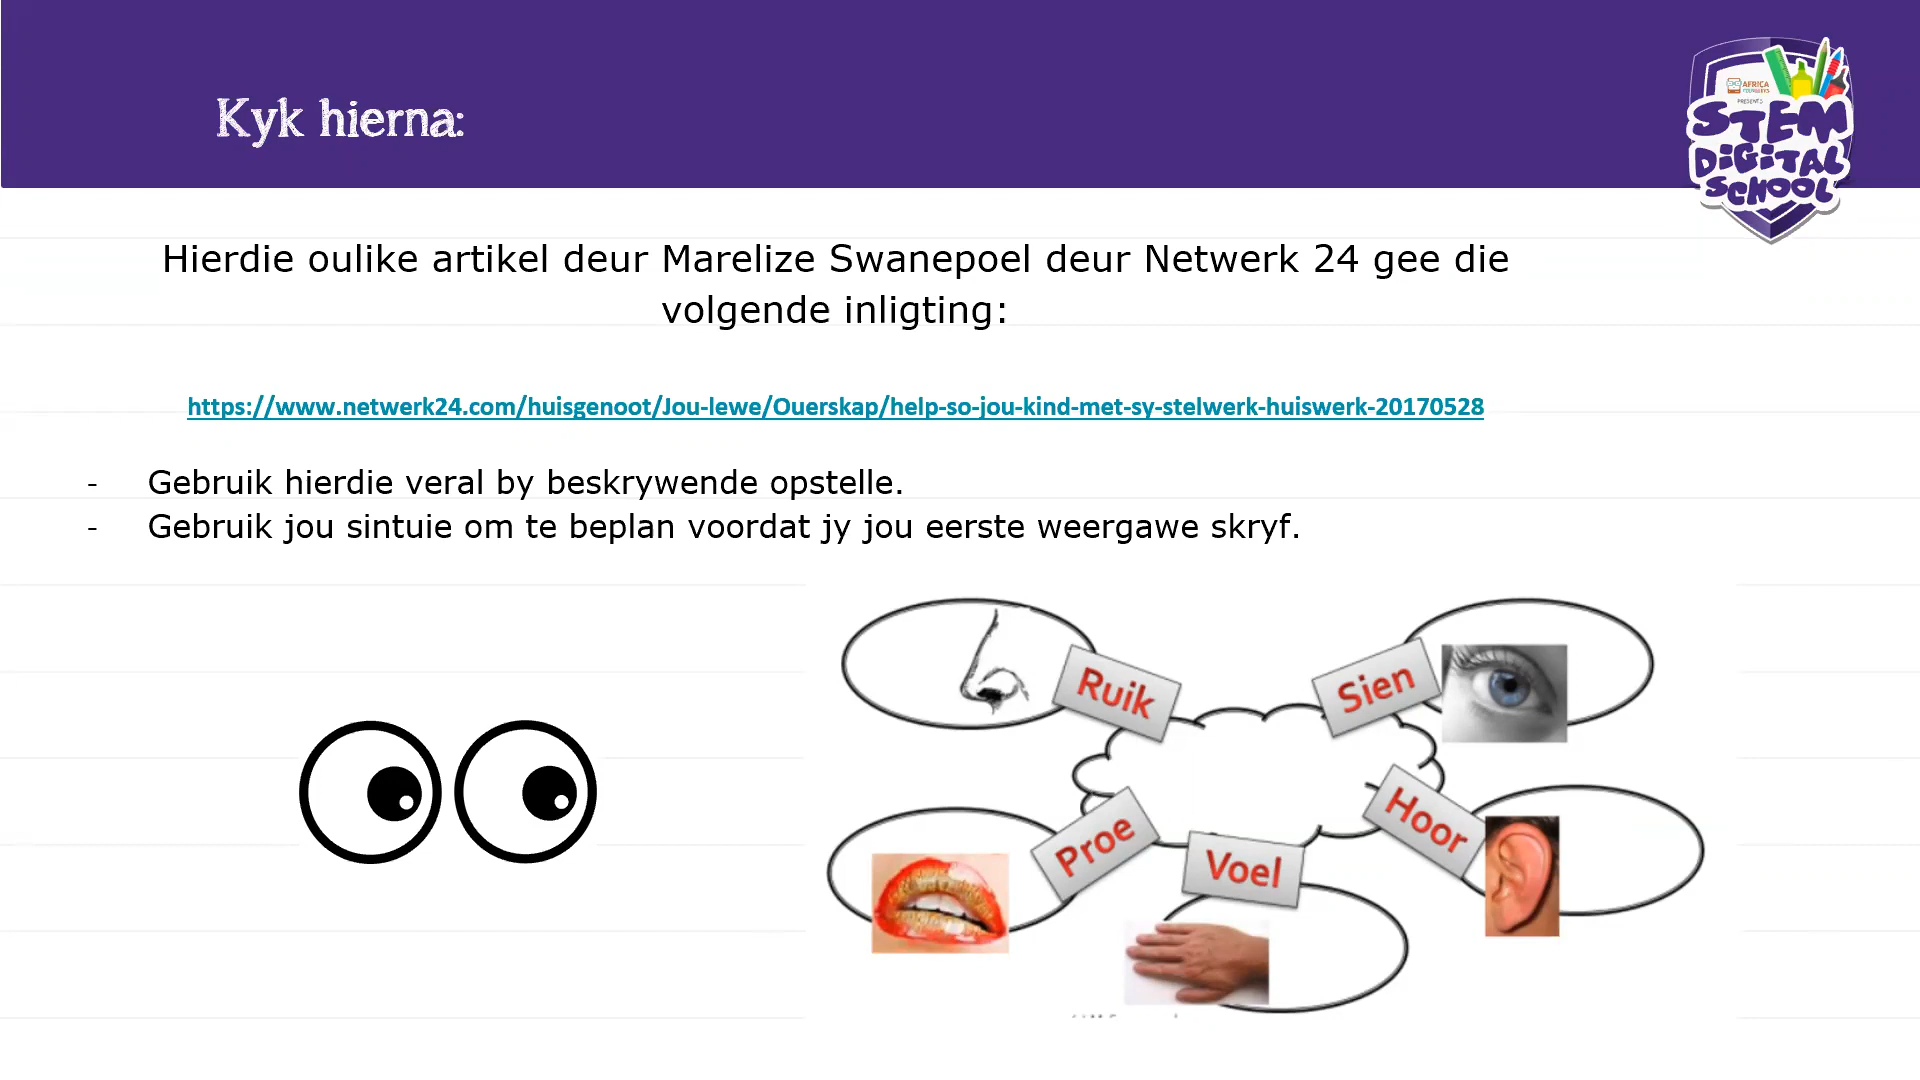 Kyk hierna:
AFRICA
PRESENTS
STEM
DIGITAL
SCHOOL
Hierdie oulike artikel deur Marelize Swanepoel deur Netwerk 24 gee die
volgende inligting:
https://www.netwerk24.com/huisgenoot/Jou-lewe/Ouerskap/help-so-jou-kind-met-sy-stelwerk-huiswerk-20170528
- Gebruik hierdie veral by beskrywende opstelle.
- Gebruik jou sintuie om te beplan voordat jy jou eerste weergawe skryf.
Ruik
Sien
Proe
Voel
Hoor